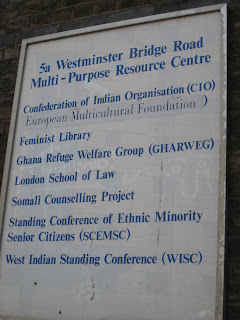 5a Westminster Bridge Road
Multi - Purpose Resource Centre
Confederation of Indian Organisation (CIO)
European Multicultural Foundation )
Feminist Library
Ghana Refuge Welfare Group (GHARWEG)
London School of Law
Somali Counselling Project
Standing Conference of Ethnic Minority
Senior Citizens (SCEMSC)
West Indian Standing Conference (WISC)